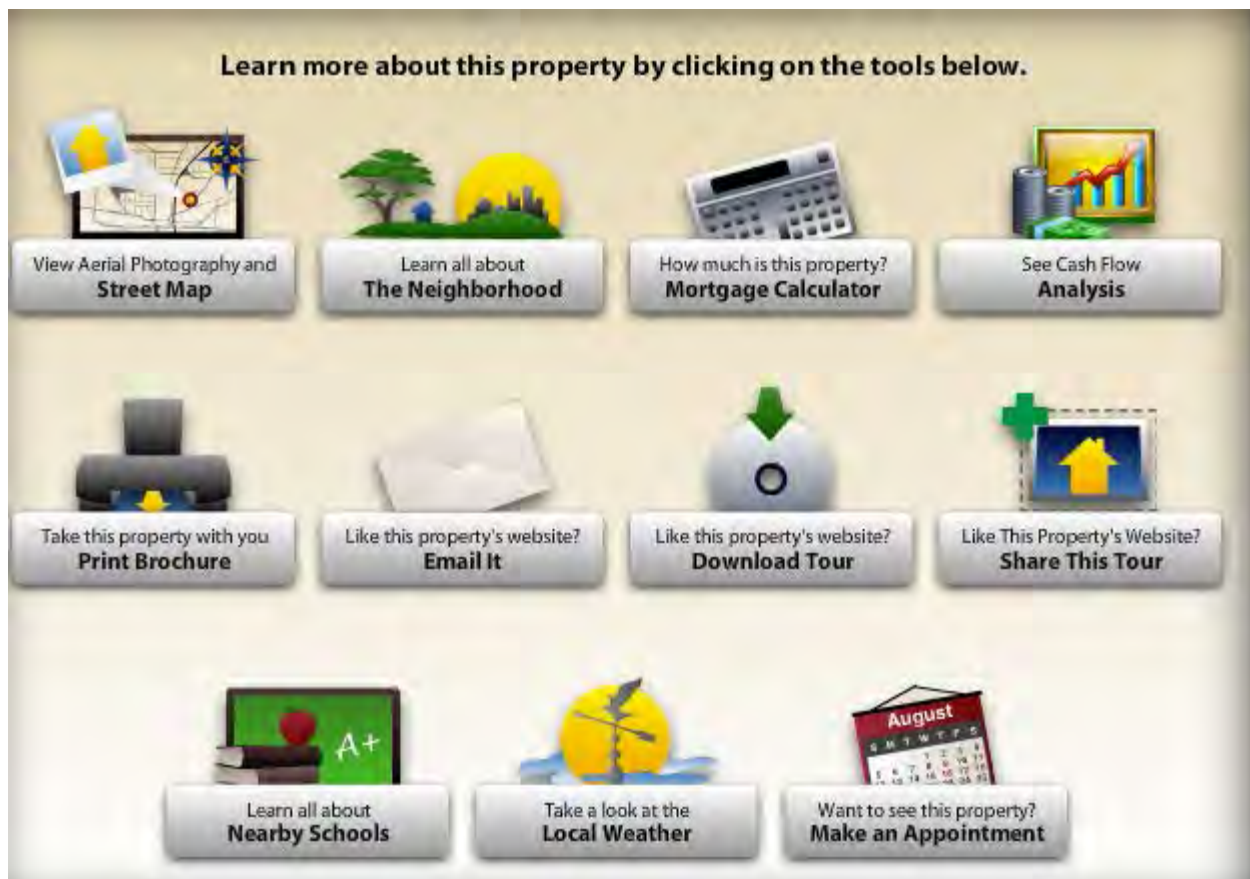 Learn more about this property by clicking on the tools below.
View Aerial Photography and
Street Map
Learn all about
The Neighborhood
How much is this property?
Mortgage Calculator
See Cash Flow
Analysis
Take this property with you
Print Brochure
Like this property's website?
Email It
Like this property's website?
Download Tour
Like This Property's Website?
Share This Tour
A+
Learn all about
Nearby Schools
Take a look at the
Local Weather
August
S M T W T F S
Want to see this property?
Make an Appointment